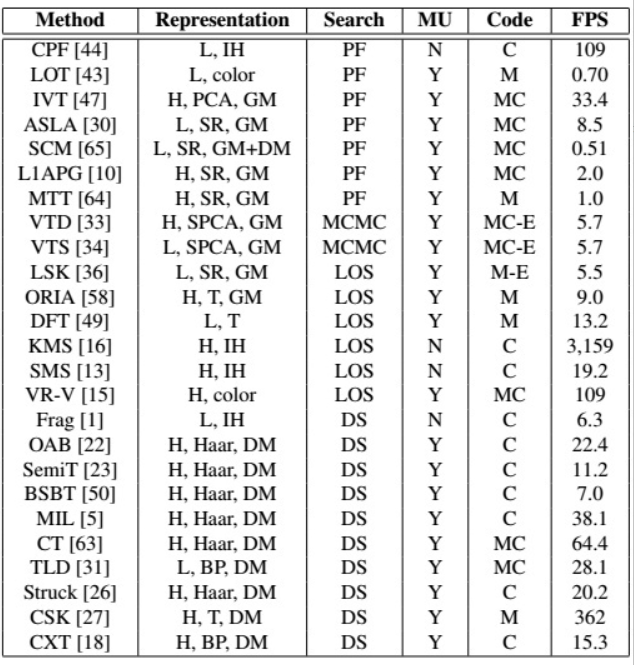 Method Representation Search MU Code FPS
CPF [44] L, IH PF N C 109
LOT [43] L, color PF Y M 0.70
IVT [47] H, PCA, GM PF Y MC 33.4
ASLA [30] L, SR, GM PF Y MC 8.5
SCM [65] L, SR, GM+DM PF Y MC 0.51
L1APG [10] H, SR, GM PF Y MC 2.0
MTT [64] H, SR, GM PF Y M 1.0
VTD [33] H, SPCA, GM MCMC Y MC-E 5.7
VTS [34] L, SPCA, GM MCMC Y MC-E 5.7
LSK [36] L, SR, GM LOS Y M-E 5.5
ORIA [58] H, T, GM LOS Y M 9.0
DFT [49] L, T LOS Y M 13.2
KMS [16] H, IH LOS N C 3,159
SMS [13] H, IH LOS N C 19.2
VR-V [15] H, color LOS Y MC 109
Frag [1] L, IH DS N C 6.3
OAB [22] H, Haar, DM DS Y C 22.4
SemiT [23] H, Haar, DM DS Y C 11.2
BSBT [50] H, Haar, DM DS Y C 7.0
MIL [5] H, Haar, DM DS Y C 38.1
CT [63] H, Haar, DM DS Y MC 64.4
TLD [31] L, BP, DM DS Y MC 28.1
Struck [26] H, Haar, DM DS Y C 20.2
CSK [27] H, T, DM DS Y M 362
CXT [18] H, BP, DM DS Y C 15.3